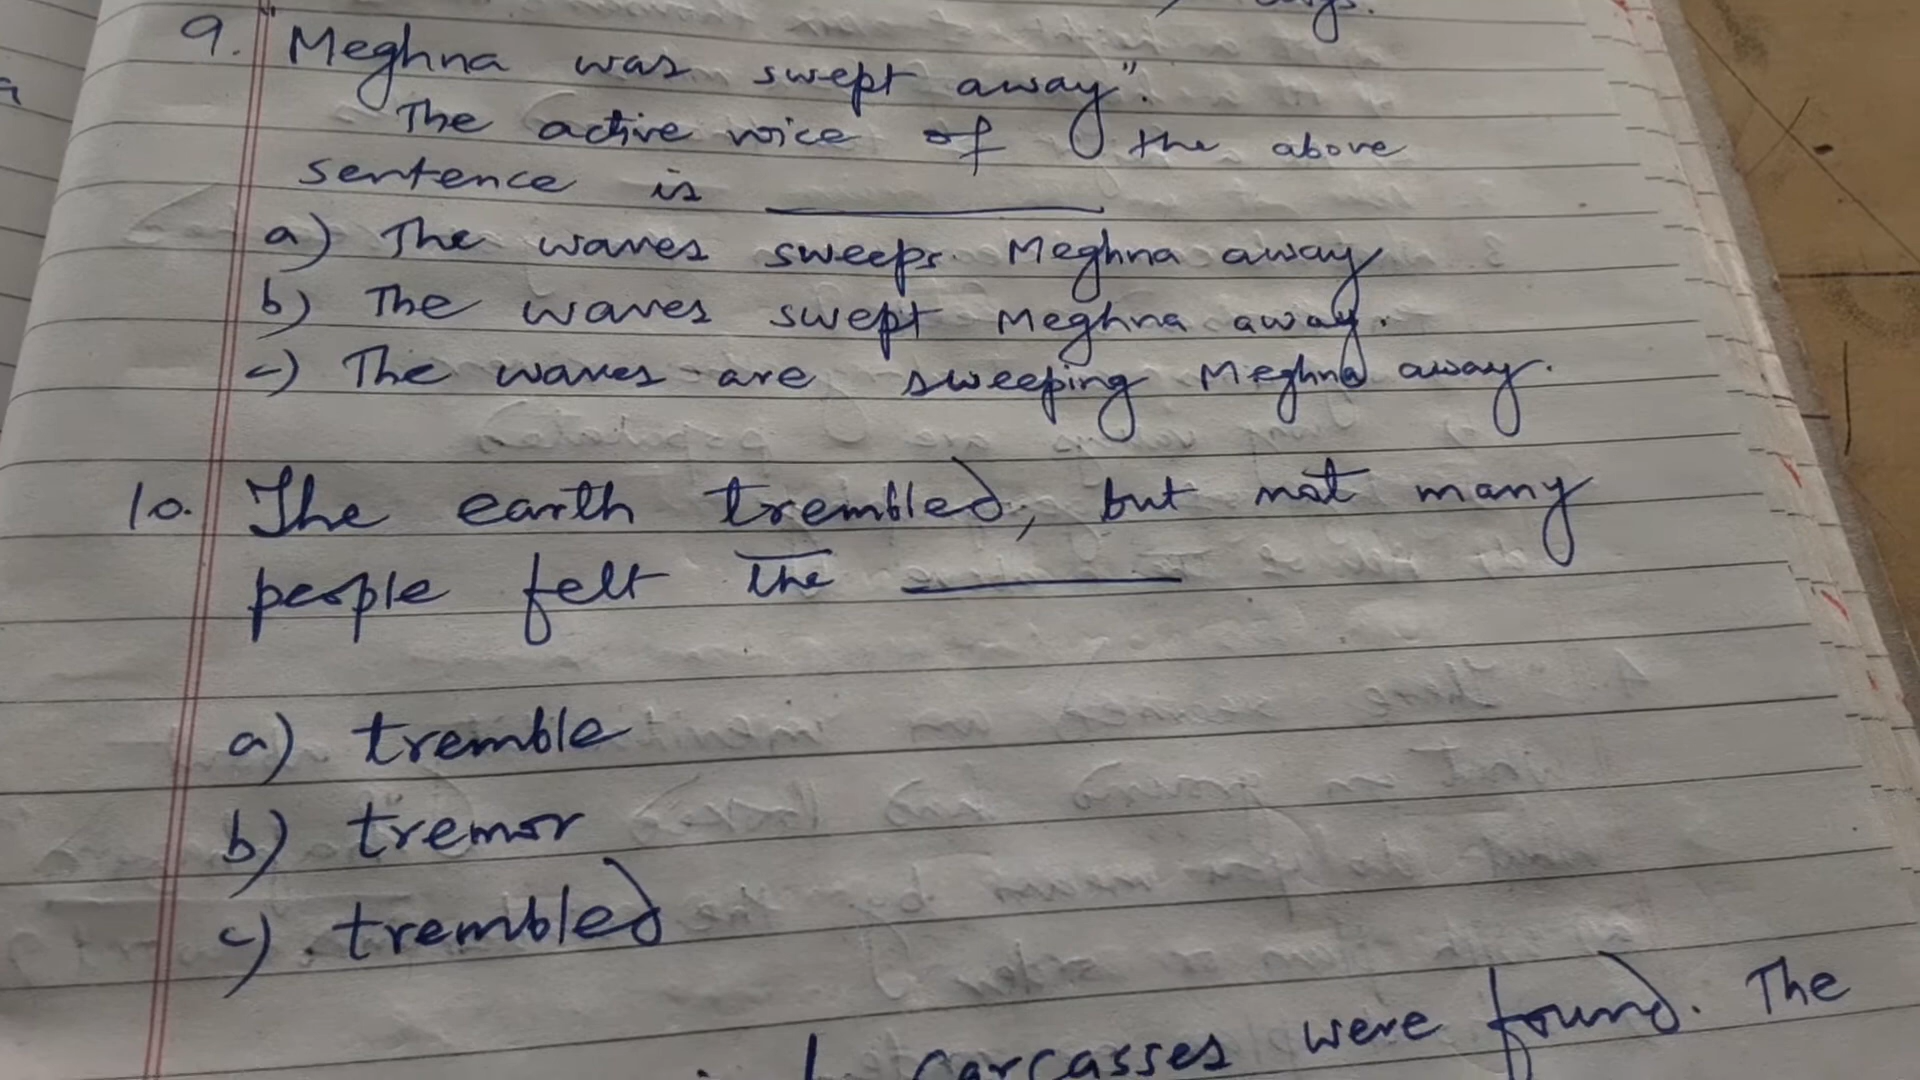 9. "Meghna was swept away".
The active voice of the above
sentence is
a) The waves sweeps Meghna away
b) The waves swept Meghna away.
c) The waves are sweeping Meghna away.
10. The earth trembled, but not many
people felt the
a) tremble
b) tremor
c) trembled
carcasses were found. The